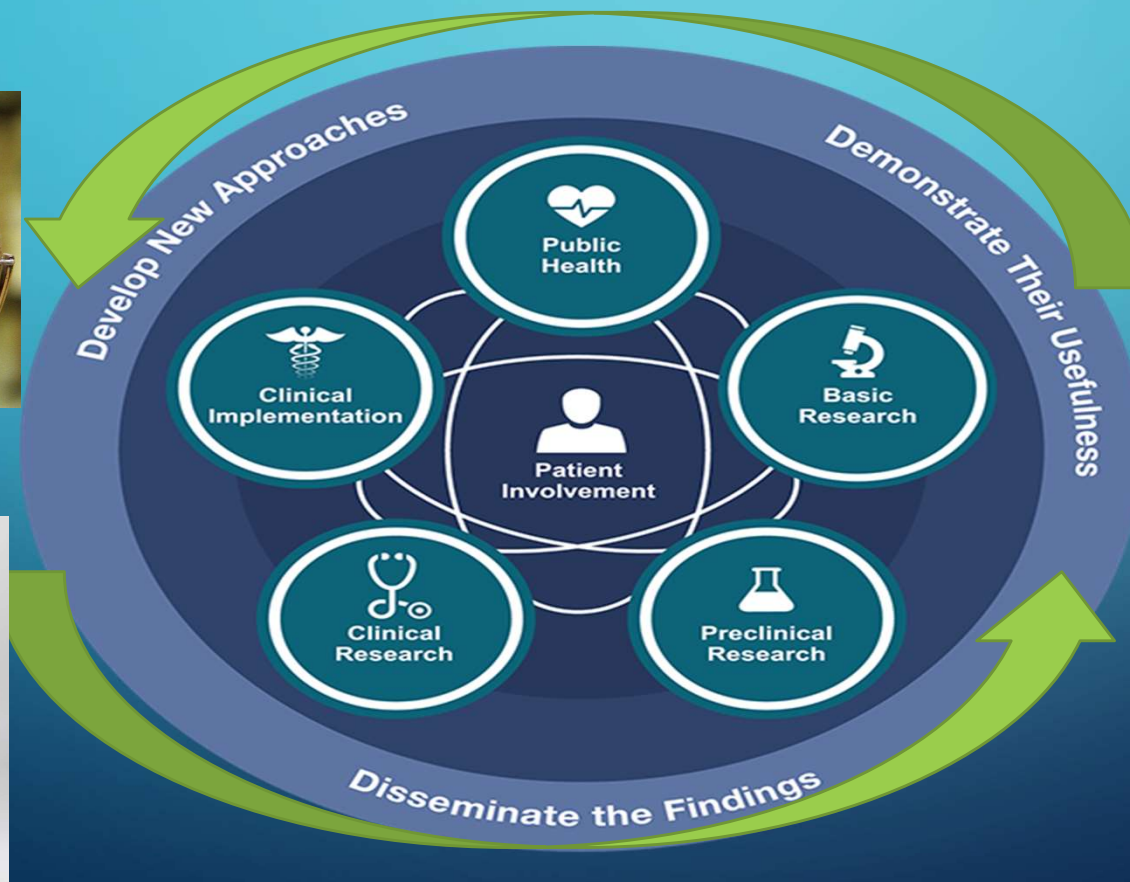 Develop New Approaches
Demonstrate Their Usefulness
Public
Health
Clinical
Implementation
Basic
Research
Patient
Involvement
Clinical
Research
Preclinical
Research
Disseminate the Findings